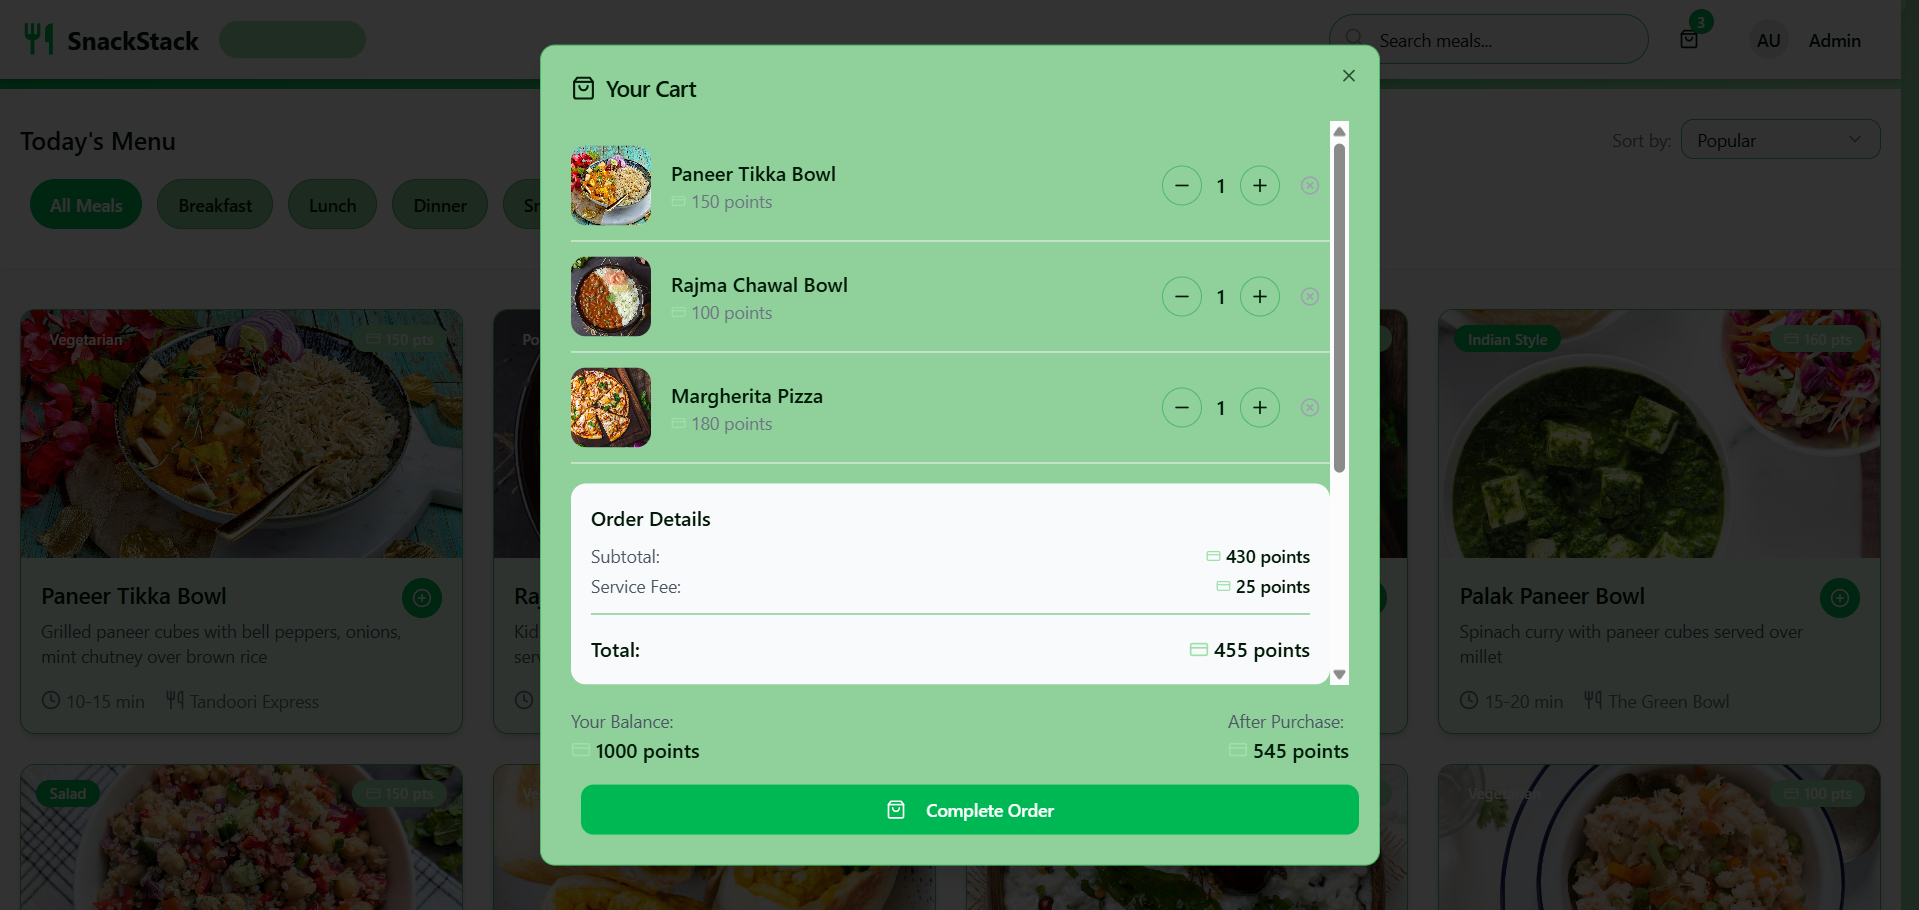 SnackStack
Search meals...
3
AU
Admin
Today's Menu
Sort by:
Popular
All Meals
Breakfast
Lunch
Dinner
Your Cart
Paneer Tikka Bowl
150 points
1
Rajma Chawal Bowl
100 points
1
Margherita Pizza
180 points
1
Order Details
Subtotal:
430 points
Service Fee:
25 points
Total:
455 points
Your Balance:
1000 points
After Purchase:
545 points
Complete Order
Vegetarian
150 pts
Paneer Tikka Bowl
Grilled paneer cubes with bell peppers, onions,
mint chutney over brown rice
10-15 min
Tandoori Express
Indian Style
160 pts
Palak Paneer Bowl
Spinach curry with paneer cubes served over
millet
15-20 min
The Green Bowl
Salad
150 pts
Vegetarian
100 pts